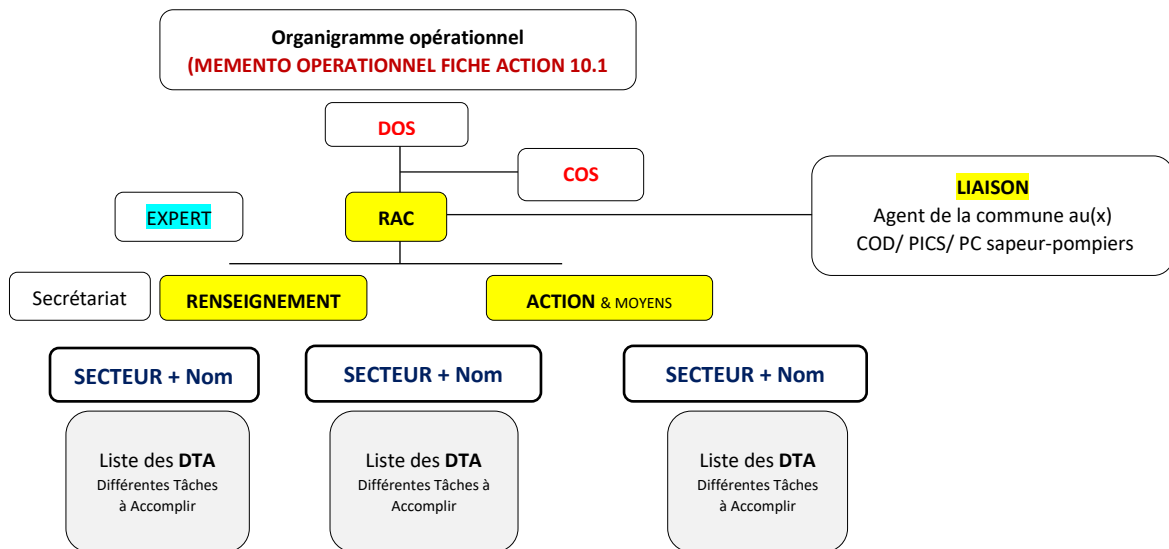 Organigramme opérationnel
(MEMENTO OPERATIONNEL FICHE ACTION 10.1
DOS
COS
LIAISON
Agent de la commune au(x)
COD/ PICS/ PC sapeur-pompiers
EXPERT
RAC
Secrétariat
RENSEIGNEMENT
ACTION & MOYENS
SECTEUR + Nom
SECTEUR + Nom
SECTEUR + Nom
Liste des DTA
Différentes Tâches
à Accomplir
Liste des DTA
Différentes Tâches à
Accomplir
Liste des DTA
Différentes Tâches
à Accomplir